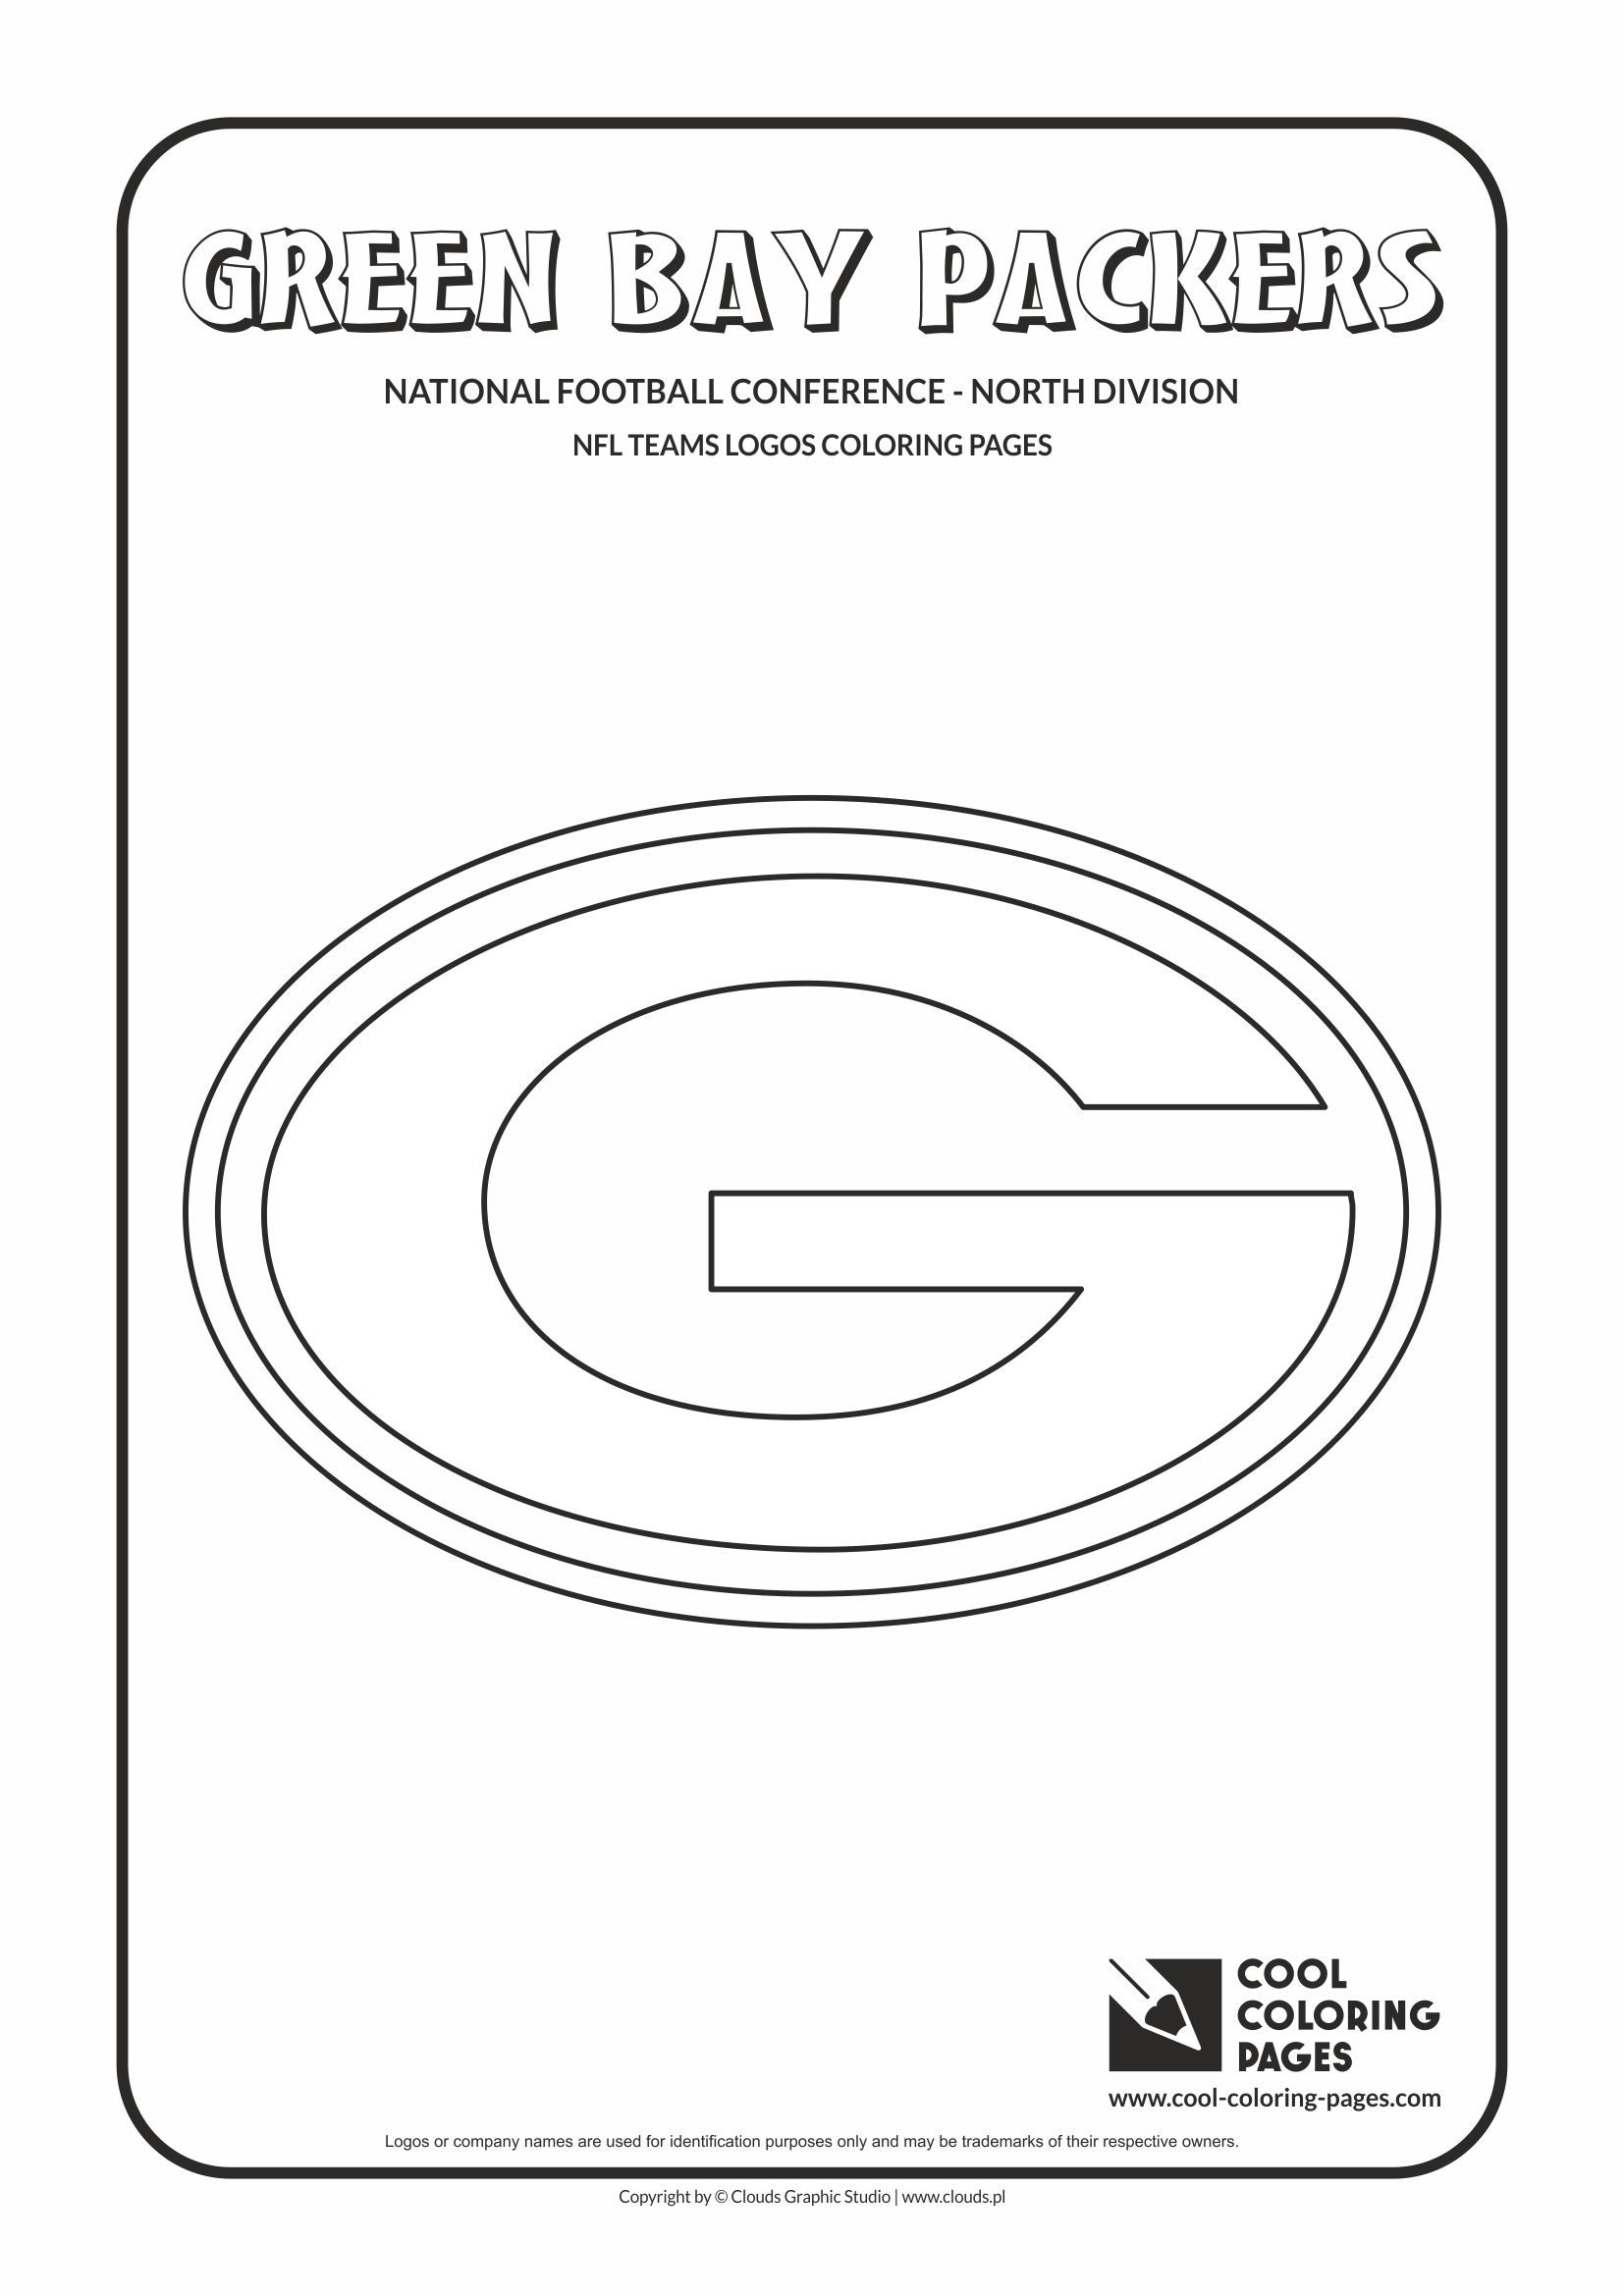 GREEN BAY PACKERS
NATIONAL FOOTBALL CONFERENCE - NORTH DIVISION
NFL TEAMS LOGOS COLORING PAGES
G
COOL
COLORING
PAGES
www.cool-coloring-pages.com
Logos or company names are used for identification purposes only and may be trademarks of their respective owners.
Copyright by © Clouds Graphic Studio | www.clouds.pl